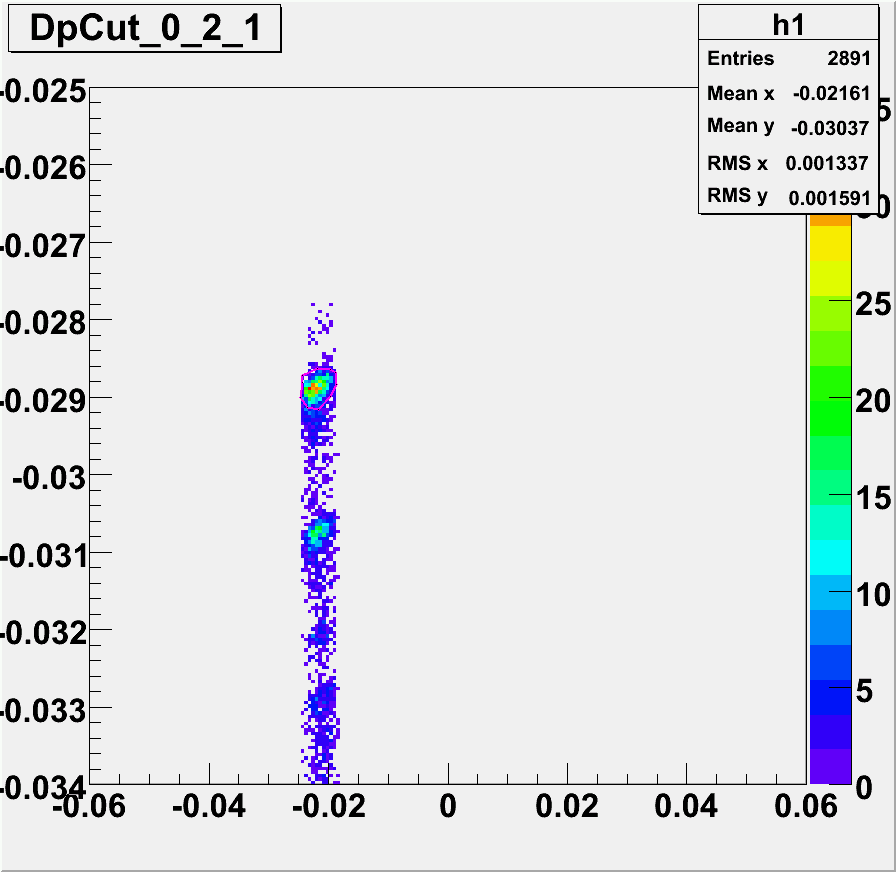 DpCut_0_2_1
h1
Entries 2891
Mean x -0.02161
Mean y -0.03037
RMS x 0.001337
RMS y 0.001591
-0.025
-0.026
-0.027
-0.028
-0.029
-0.03
-0.031
-0.032
-0.033
-0.034
-0.06 -0.04 -0.02 0 0.02 0.04 0.06
25
20
15
10
5
0